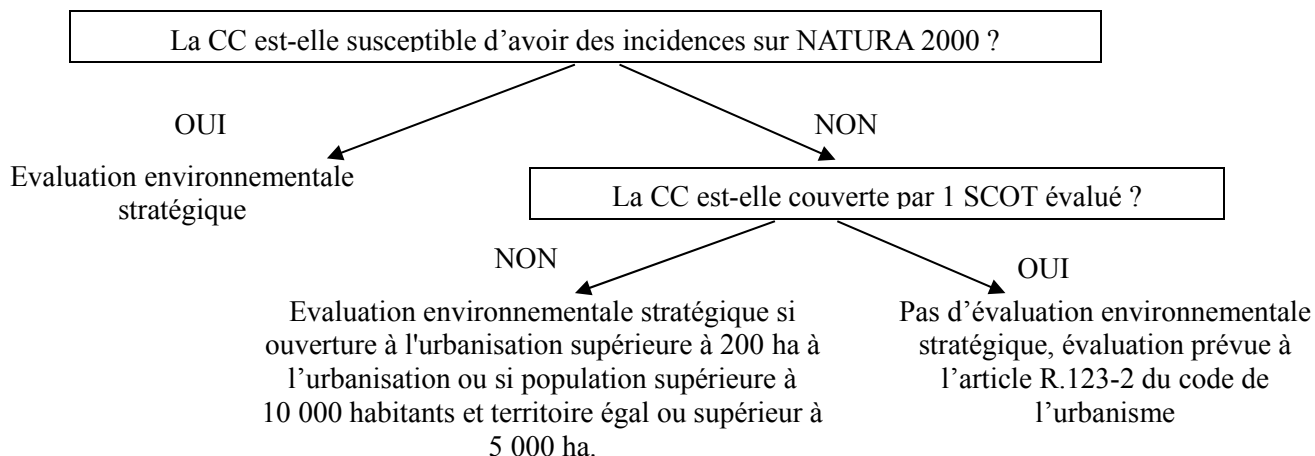 La CC est-elle susceptible d’avoir des incidences sur NATURA 2000 ?
OUI
NON
Evaluation environnementale
stratégique
La CC est-elle couverte par 1 SCOT évalué ?
NON
OUI
Evaluation environnementale stratégique si
ouverture à l'urbanisation supérieure à 200 ha à
l’urbanisation ou si population supérieure à
10 000 habitants et territoire égal ou supérieur à
5 000 ha.
Pas d’évaluation environnementale
stratégique, évaluation prévue à
l’article R.123-2 du code de
l’urbanisme